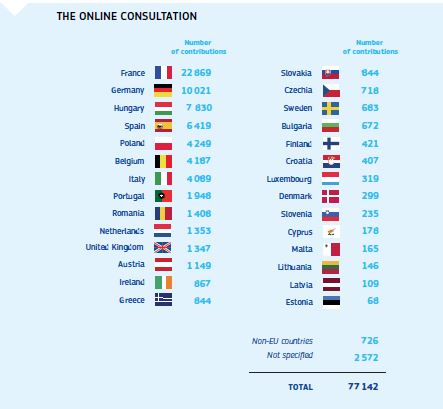 THE ONLINE CONSULTATION
Number
of contributions
France 22 869
Germany 10 021
Hungary 7 830
Spain 6 419
Poland 4 249
Belgium 4 187
Italy 4 089
Portugal 1 948
Romania 1 408
Netherlands 1 353
United Kingdom 1 347
Austria 1 149
Ireland 867
Greece 844
Number
of contributions
Slovakia 844
Czechia 718
Sweden 683
Bulgaria 672
Finland 421
Croatia 407
Luxembourg 319
Denmark 299
Slovenia 235
Cyprus 178
Malta 165
Lithuania 146
Latvia 109
Estonia 68
Non-EU countries 726
Not specified 2 572
TOTAL 77 142